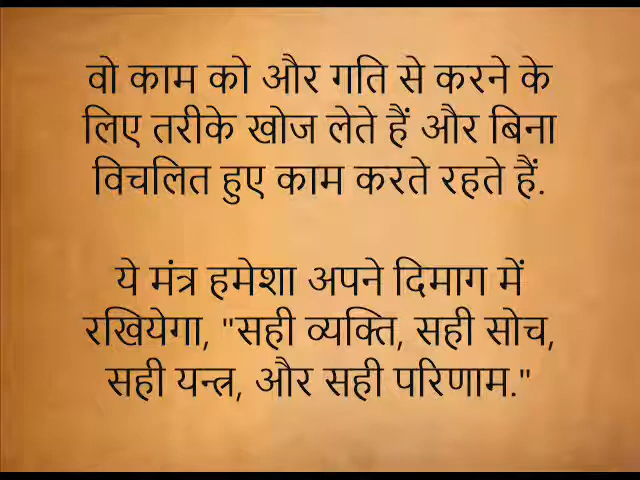 वो काम को और गति से करने के
लिए तरीके खोज लेते हैं और बिना
विचलित हुए काम करते रहते हैं.
ये मंत्र हमेशा अपने दिमाग में
रखियेगा, "सही व्यक्ति, सही सोच,
सही यन्त्र, और सही परिणाम."